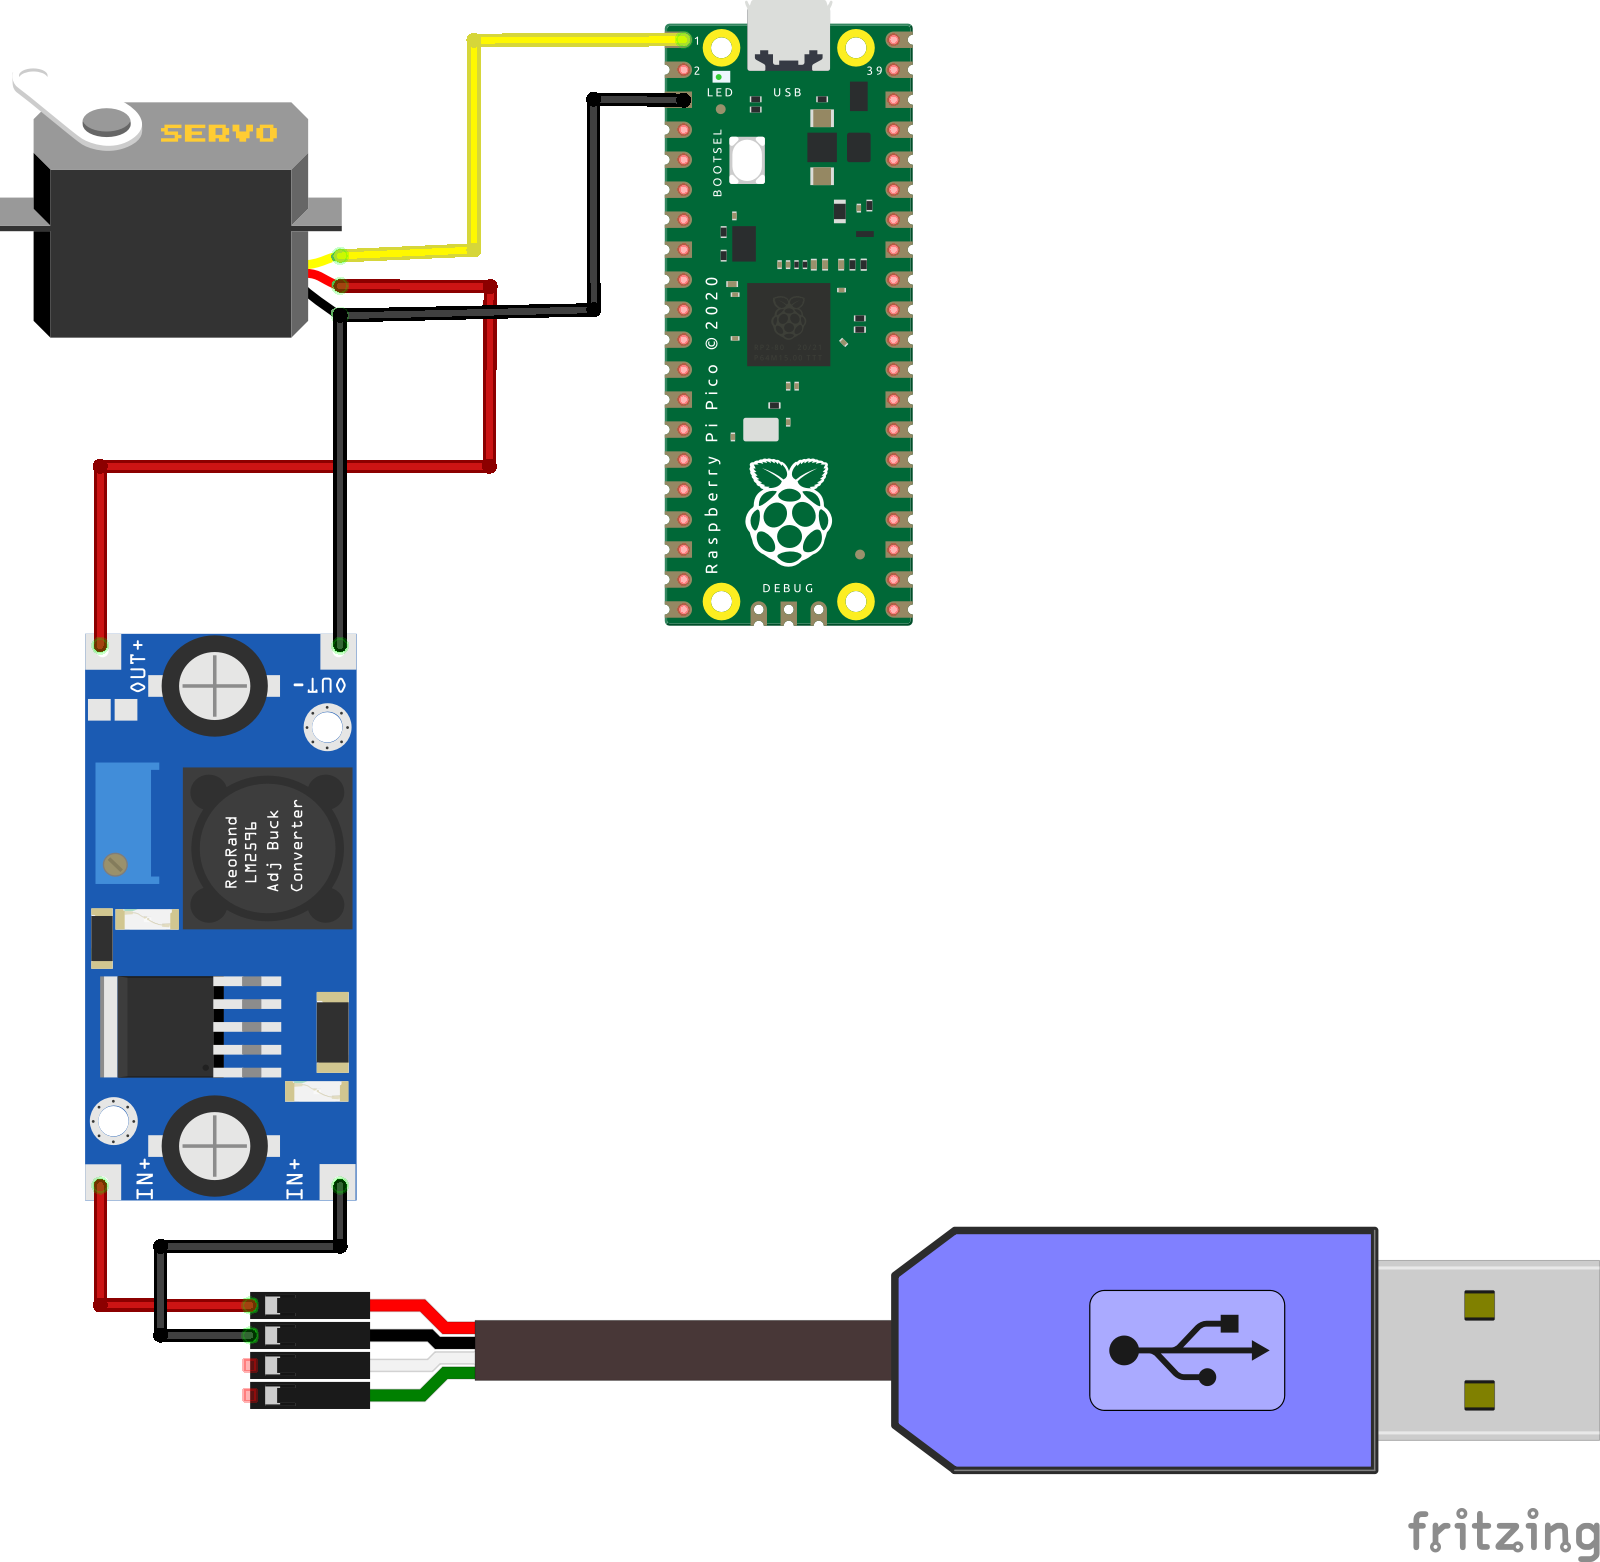 SERVO
1
2
39
LED
USB
BOOTSEL
Raspberry Pi Pico ©2020
DEBUG
OUT+
OUT-
ReoRand
LM2596
Adj Buck
Converter
IN+
IN+
fritzing